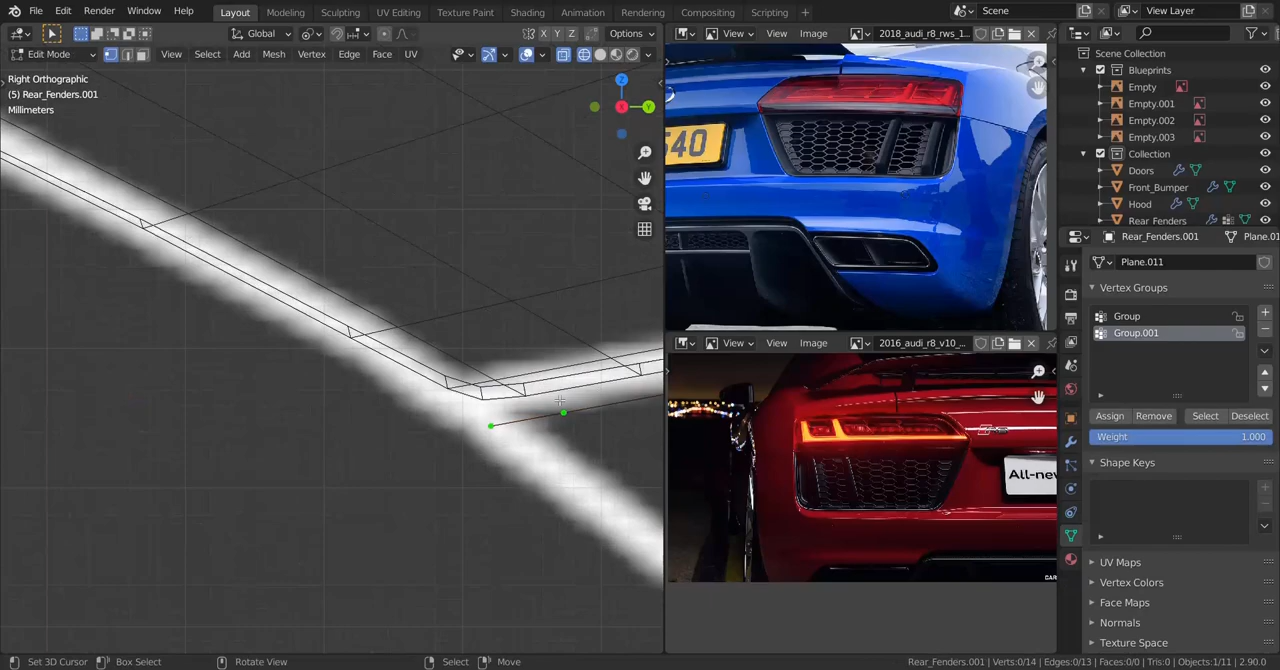 File Edit Render Window Help Layout Modeling Sculpting UV Editing Texture Paint Shading Animation Rendering Compositing Scripting + Scene View Layer
Global X Y Z Options
View View Image 2018_audi_r8_rws_1...
Edit Mode View Select Add Mesh Vertex Edge Face UV
Right Orthographic
(5) Rear_Fenders.001
Millimeters
Z
X
Y
540
View View Image 2016_audi_r8_v10_...
All-new
CAR
Scene Collection
Blueprints
Empty
Empty.001
Empty.002
Empty.003
Collection
Doors
Front_Bumper
Hood
Rear Fenders
Rear_Fenders.001 Plane.01
Plane.011
Vertex Groups
Group
Group.001
Assign Remove Select Deselect
Weight 1.000
Shape Keys
UV Maps
Vertex Colors
Face Maps
Normals
Texture Space
Set 3D Cursor Box Select Rotate View Select Move Rear_Fenders.001 | Verts:0/14 | Edges:0/13 | Faces:0/0 | Tris:0 | Objects:1/11 | 2.90.0